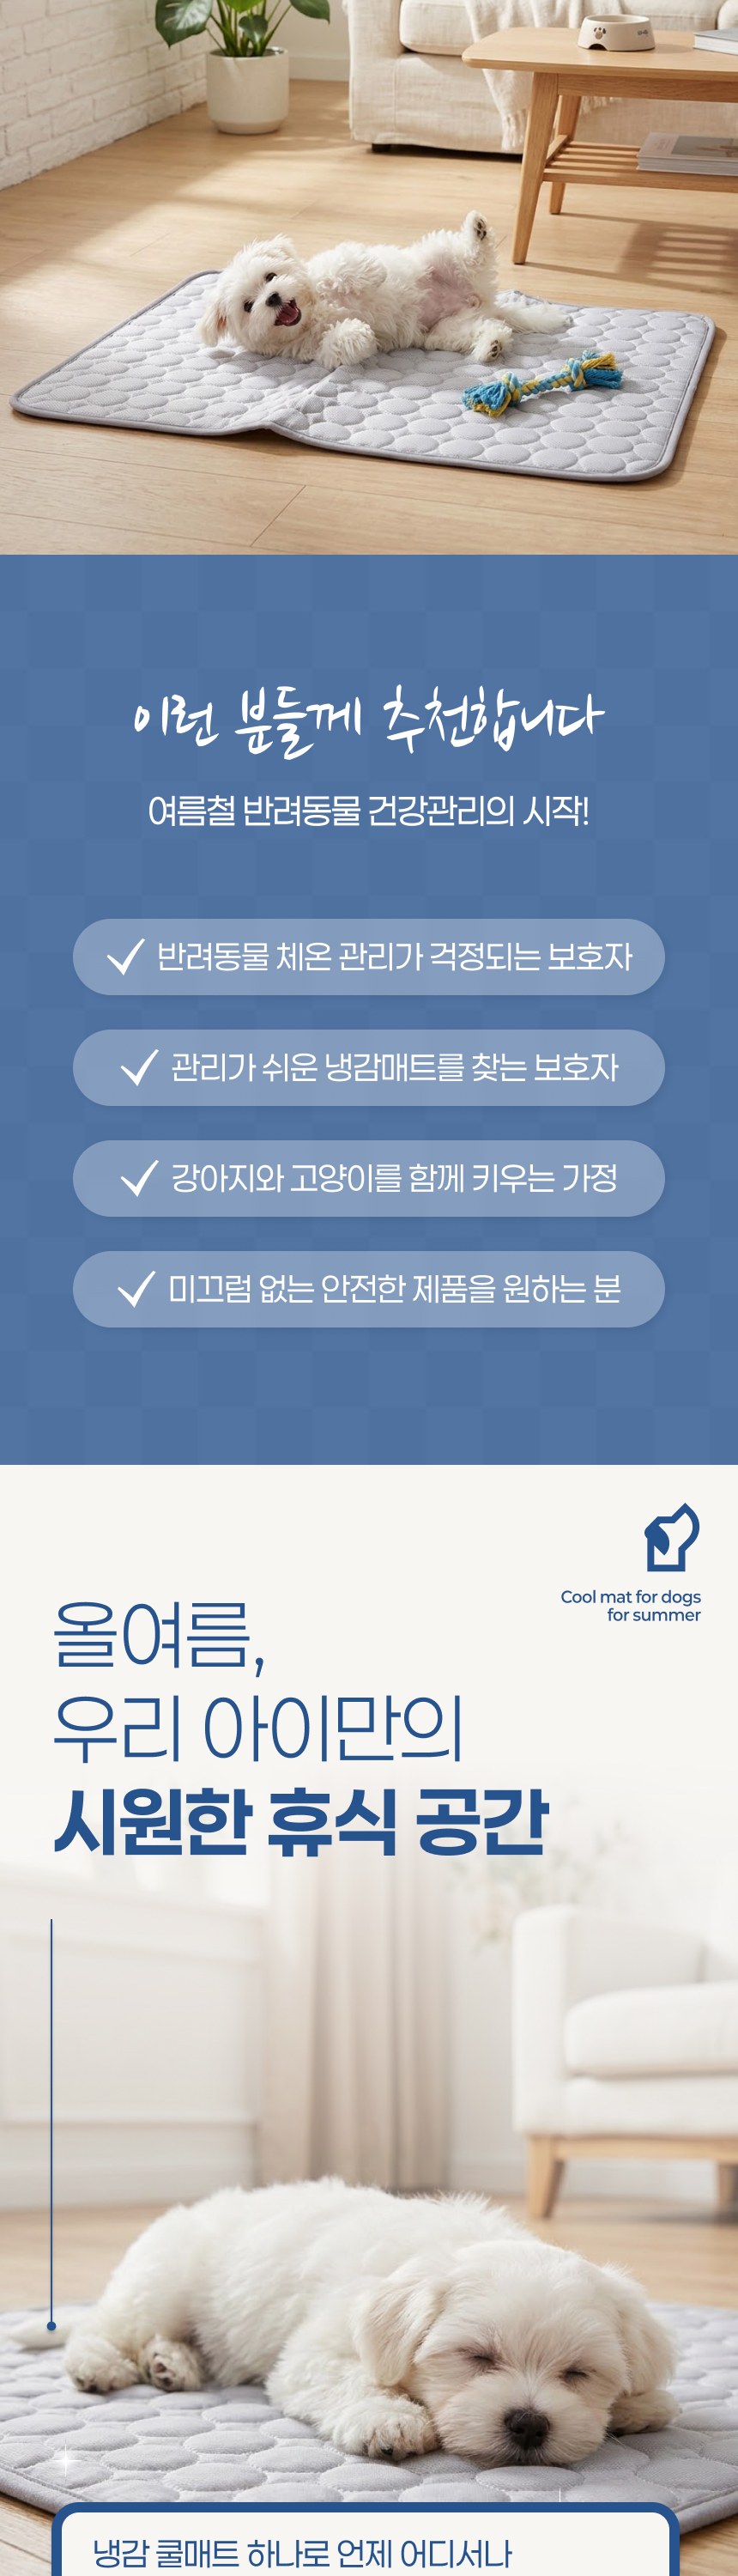 이런 분들께 추천합니다
여름철 반려동물 건강관리의 시작!
반려동물 체온 관리가 걱정되는 보호자
관리가 쉬운 냉감매트를 찾는 보호자
강아지와 고양이를 함께 키우는 가정
미끄럼 없는 안전한 제품을 원하는 분
Cool mat for dogs
for summer
올여름,
우리 아이만의
시원한 휴식 공간
냉감 쿨매트 하나로 언제 어디서나